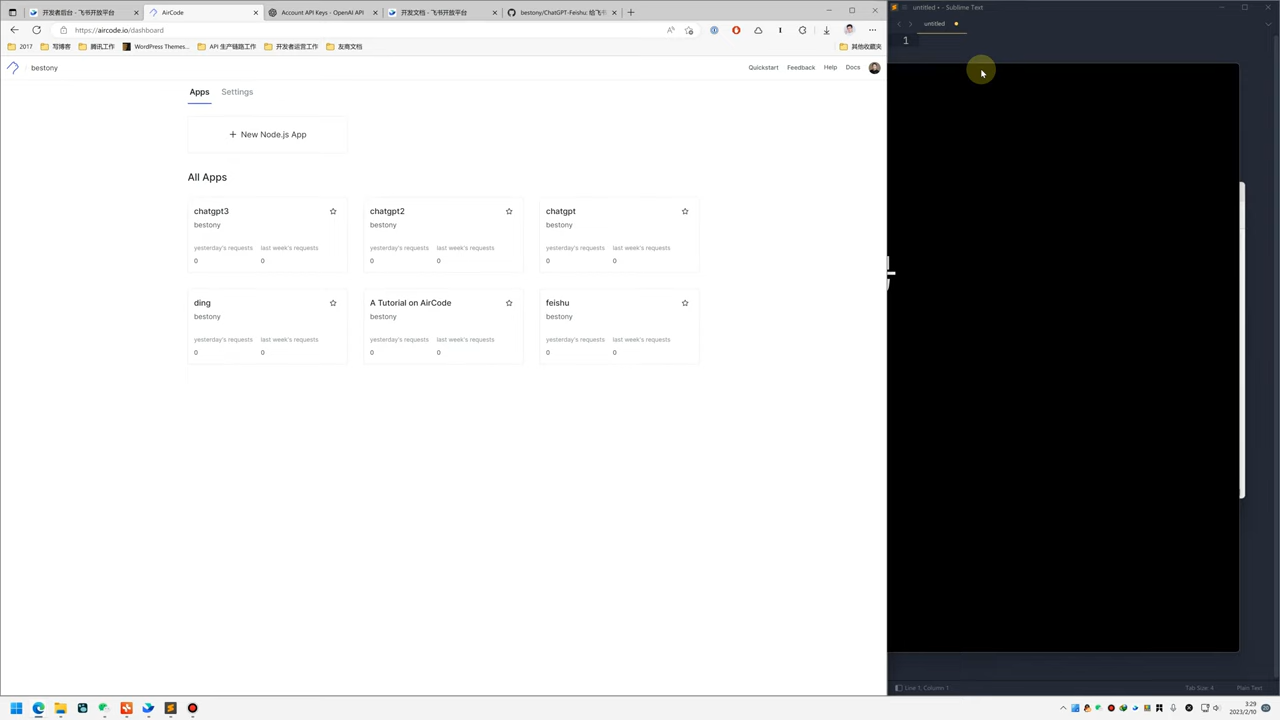 开发者后台 - 飞书开放平台
AirCode
Account API Keys - OpenAI API
开发文档 - 飞书开放平台
bestony/ChatGPT-Feishu: 给飞书
untitled • - Sublime Text
https://aircode.io/dashboard
untitled
1
2017
写博客
腾讯工作
WordPress Themes...
API 生产链路工作
开发者运营工作
友商文档
其他收藏夹
bestony
Quickstart
Feedback
Help
Docs
Apps
Settings
+ New Node.js App
All Apps
chatgpt3
chatgpt2
chatgpt
bestony
bestony
bestony
yesterday's requests
last week's requests
yesterday's requests
last week's requests
yesterday's requests
last week's requests
0
0
0
0
0
0
ding
A Tutorial on AirCode
feishu
bestony
bestony
bestony
yesterday's requests
last week's requests
yesterday's requests
last week's requests
yesterday's requests
last week's requests
0
0
0
0
0
0
Line 1, Column 1
Tab Size: 4
Plain Text
3:29
2023/2/10